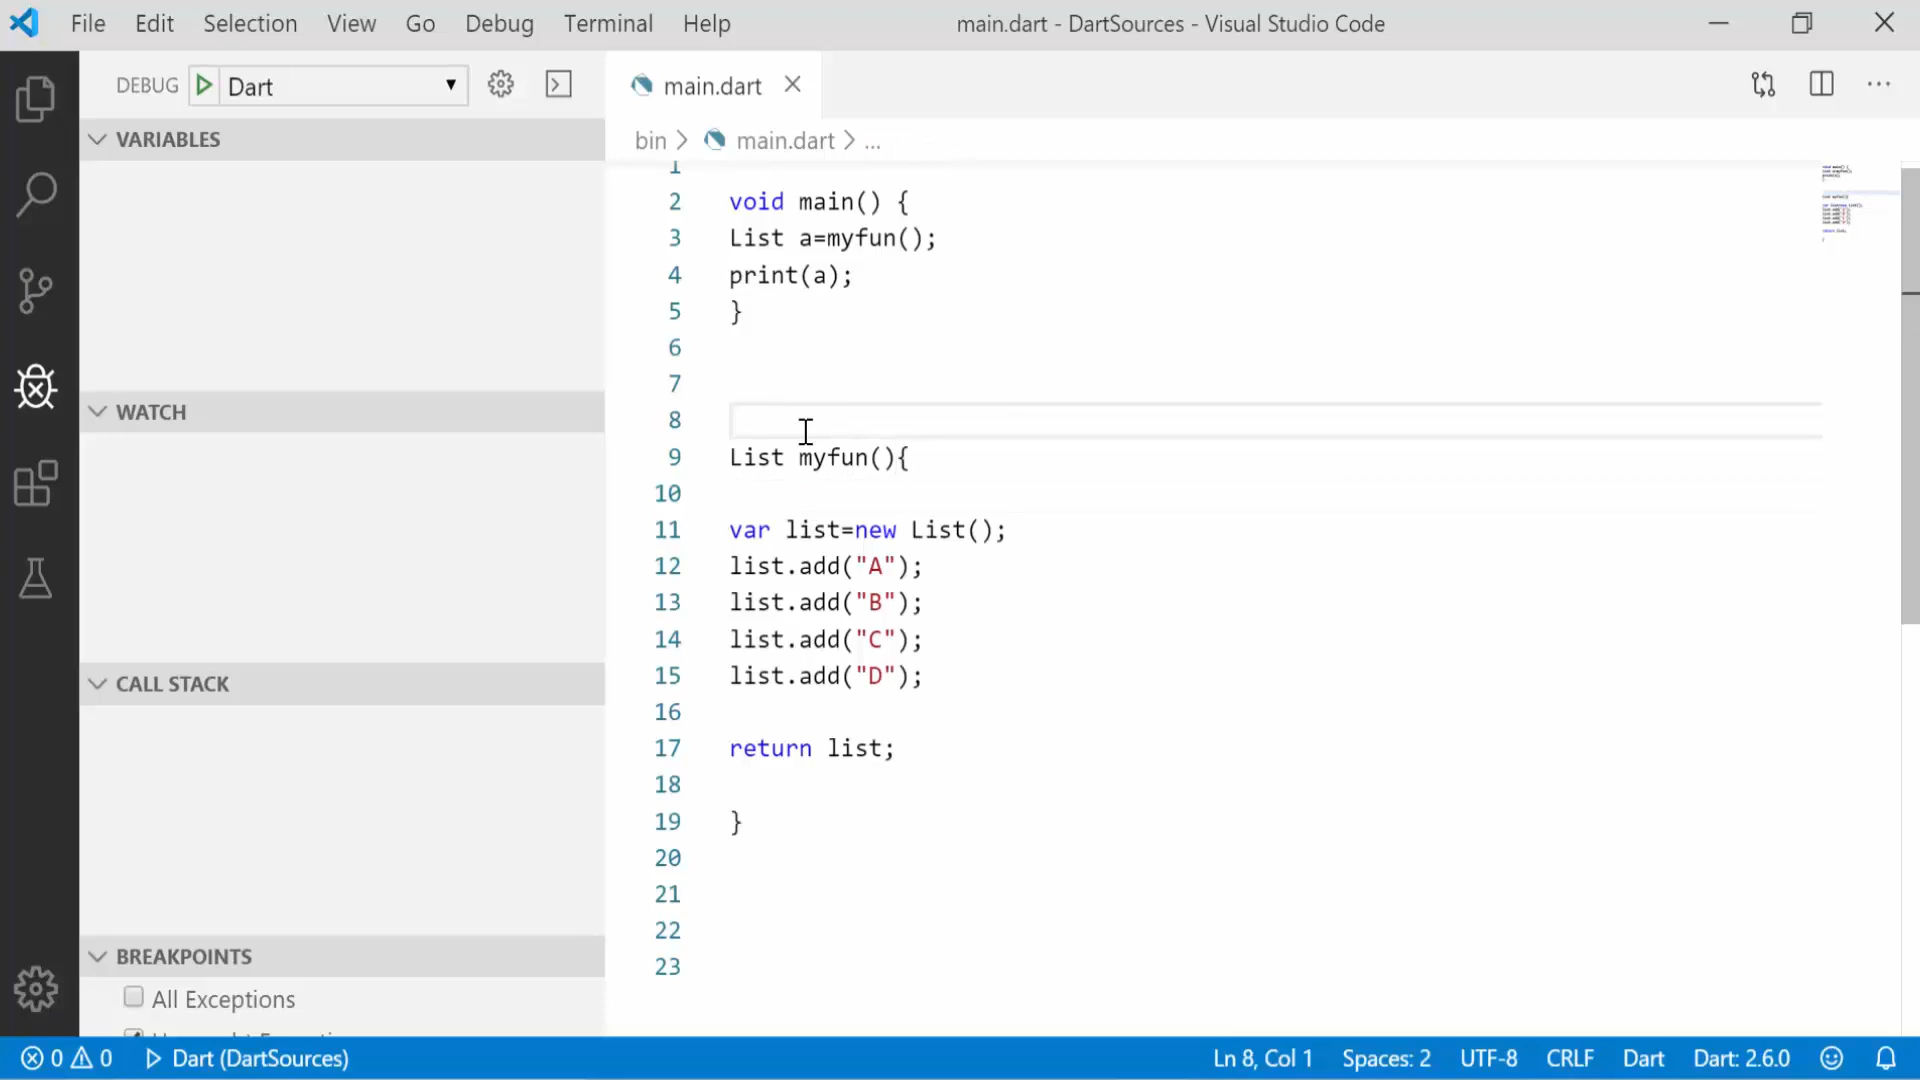 File Edit Selection View Go Debug Terminal Help main.dart - DartSources - Visual Studio Code
DEBUG Dart
main.dart
VARIABLES
bin > main.dart > ...
1
2 void main() {
3 List a=myfun();
4 print(a);
5 }
6
7
WATCH
8
9 List myfun(){
10
11 var list=new List();
12 list.add("A");
13 list.add("B");
14 list.add("C");
15 list.add("D");
CALL STACK
16
17 return list;
18
19 }
20
21
22
23
BREAKPOINTS
All Exceptions
0 0 Dart (DartSources) Ln 8, Col 1 Spaces: 2 UTF-8 CRLF Dart Dart: 2.6.0